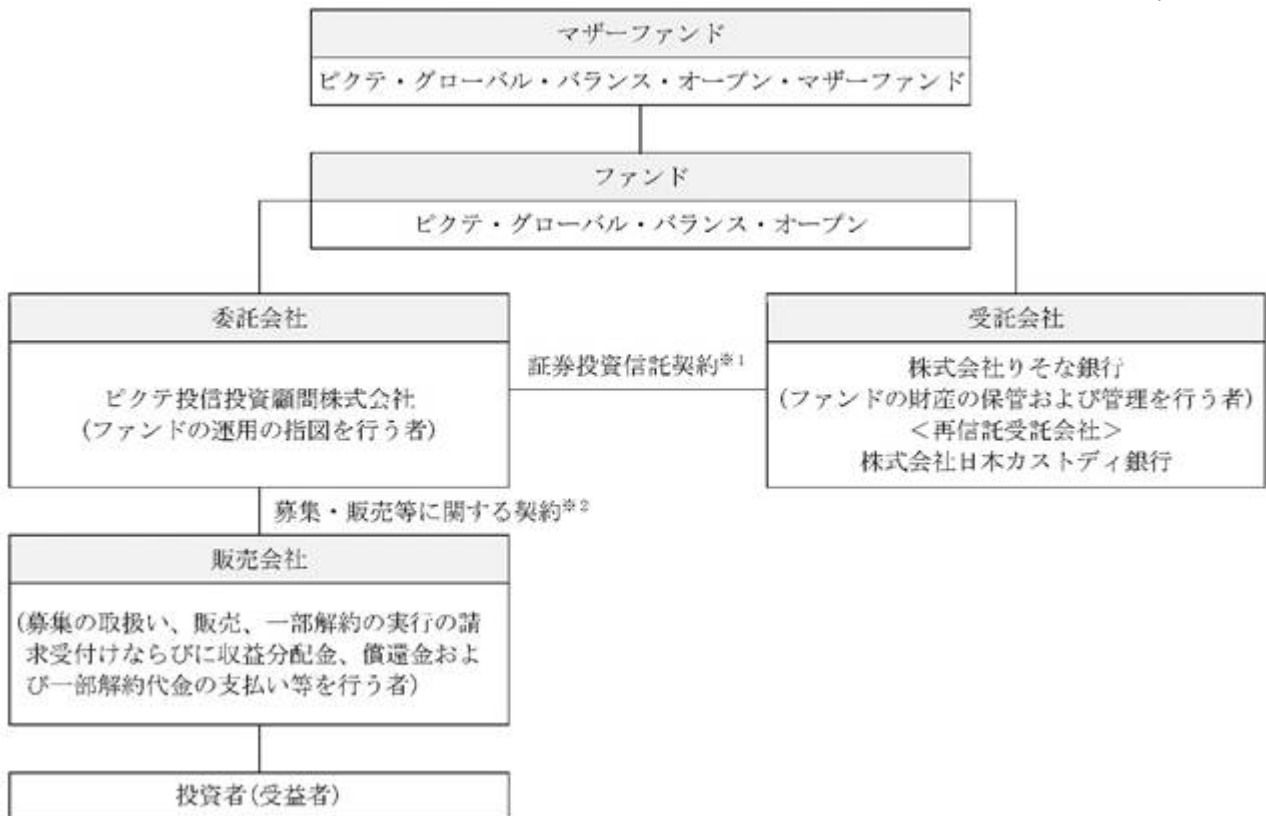 マザーファンド
ピクテ・グローバル・バランス・オープン・マザーファンド
ファンド
ピクテ・グローバル・バランス・オープン
委託会社
ピクテ投信投資顧問株式会社
(ファンドの運用の指図を行う者)
証券投資信託契約※1
受託会社
株式会社りそな銀行
(ファンドの財産の保管および管理を行う者)
＜再信託受託会社＞
株式会社日本カストディ銀行
募集・販売等に関する契約※2
販売会社
(募集の取扱い、販売、一部解約の実行の請
求受付けならびに収益分配金、償還金およ
び一部解約代金の支払い等を行う者)
投資者(受益者)